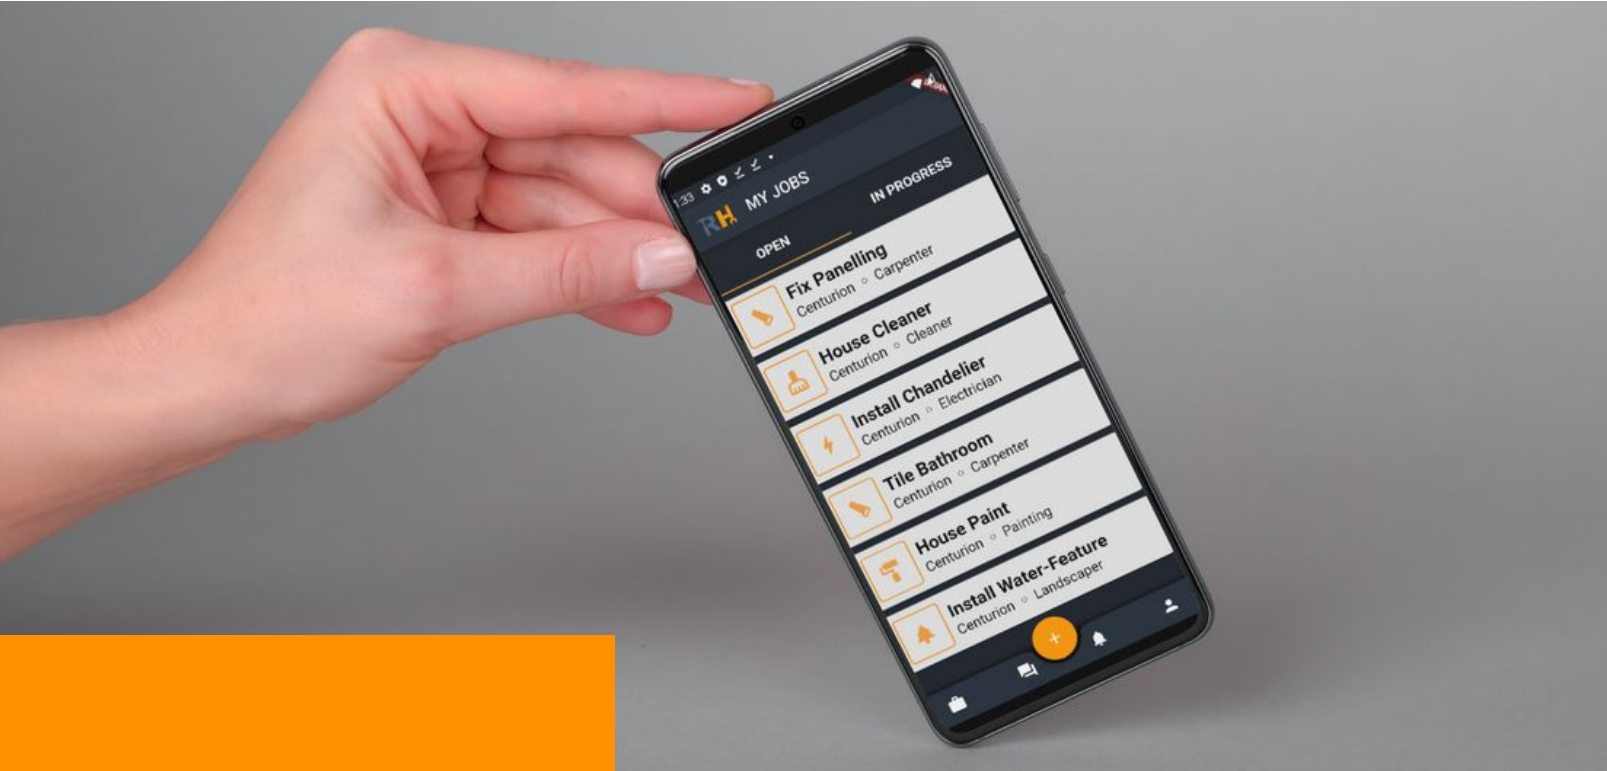 1:33
RH MY JOBS
OPEN
IN PROGRESS
Fix Panelling
Centurion ○ Carpenter
House Cleaner
Centurion ○ Cleaner
Install Chandelier
Centurion ○ Electrician
Tile Bathroom
Centurion ○ Carpenter
House Paint
Centurion ○ Painting
Install Water-Feature
Centurion ○ Landscaper